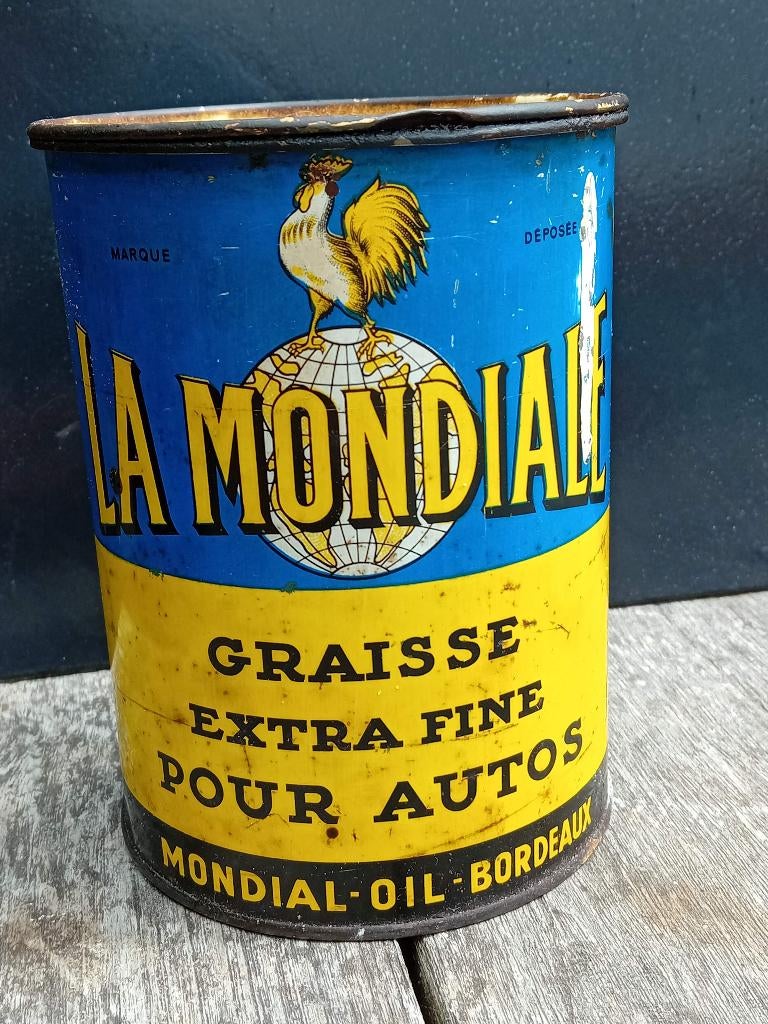 MARQUE DÉPOSÉE
LA MONDIALE
GRAISSE
EXTRA FINE
POUR AUTOS
MONDIAL-OIL-BORDEAUX